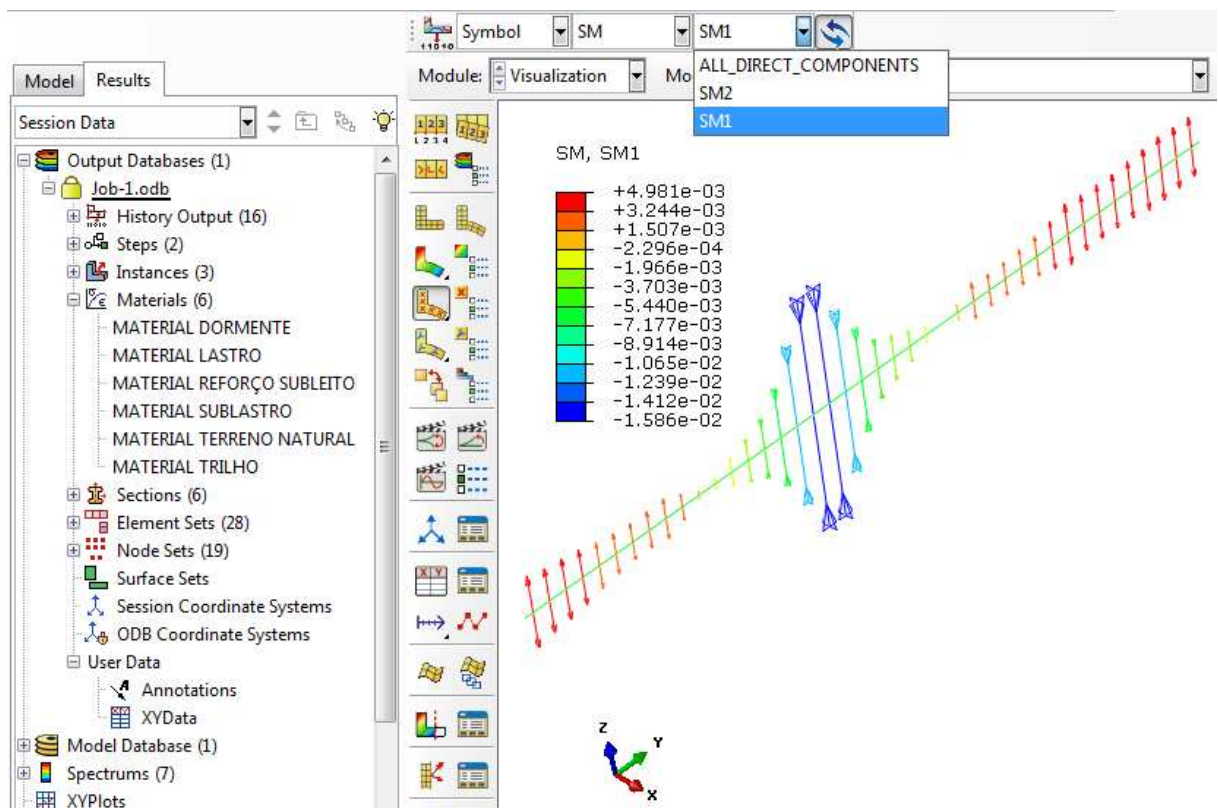 Symbol SM SM1
Module: Visualization Mo
ALL_DIRECT_COMPONENTS
SM2
SM1
Model Results
Session Data
Output Databases (1)
Job-1.odb
History Output (16)
Steps (2)
Instances (3)
Materials (6)
MATERIAL DORMENTE
MATERIAL LASTRO
MATERIAL REFORÇO SUBLEITO
MATERIAL SUBLASTRO
MATERIAL TERRENO NATURAL
MATERIAL TRILHO
Sections (6)
Element Sets (28)
Node Sets (19)
Surface Sets
Session Coordinate Systems
ODB Coordinate Systems
User Data
Annotations
XYData
Model Database (1)
Spectrums (7)
XYPlots
SM, SM1
+4.981e-03
+3.244e-03
+1.507e-03
-2.296e-04
-1.966e-03
-3.703e-03
-5.440e-03
-7.177e-03
-8.914e-03
-1.065e-02
-1.239e-02
-1.412e-02
-1.586e-02
Z
Y
X